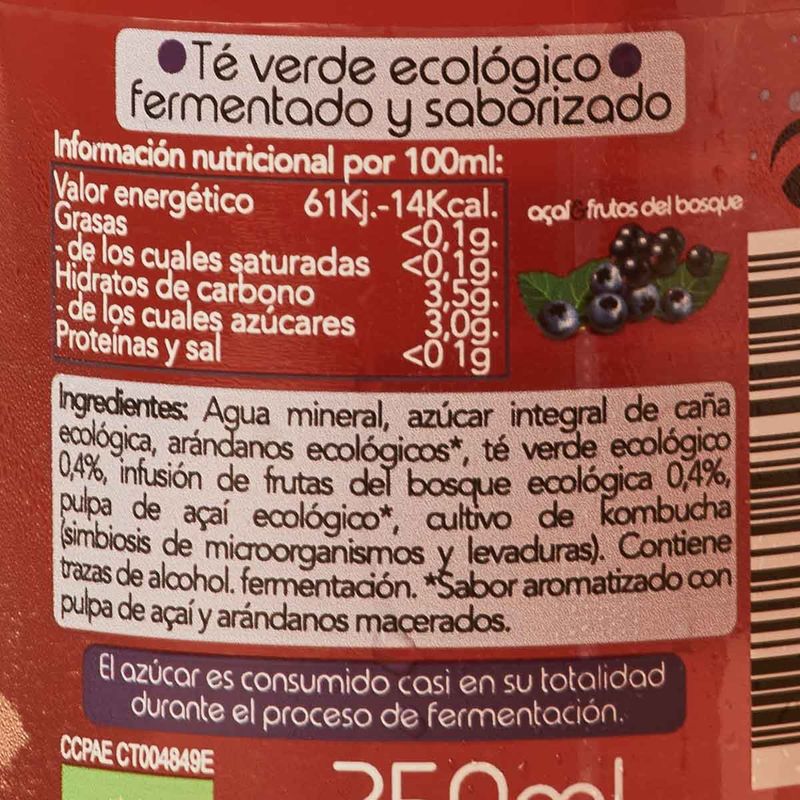 Té verde ecológico
fermentado y saborizado
Información nutricional por 100ml:
Valor energético 61Kj.-14Kcal.
Grasas <0,1g.
- de los cuales saturadas <0,1g.
Hidratos de carbono 3,5g.
- de los cuales azúcares 3,0g.
Proteínas y sal <0 1g
açaí & frutos del bosque
Ingredientes: Agua mineral, azúcar integral de caña
ecológica, arándanos ecológicos*, té verde ecológico
0,4%, infusión de frutas del bosque ecológica 0,4%,
pulpa de açaí ecológico*, cultivo de kombucha
(simbiosis de microorganismos y levaduras). Contiene
trazas de alcohol. fermentación. *Sabor aromatizado con
pulpa de açaí y arándanos macerados.
El azúcar es consumido casi en su totalidad
durante el proceso de fermentación.
CCPAE CT004849E